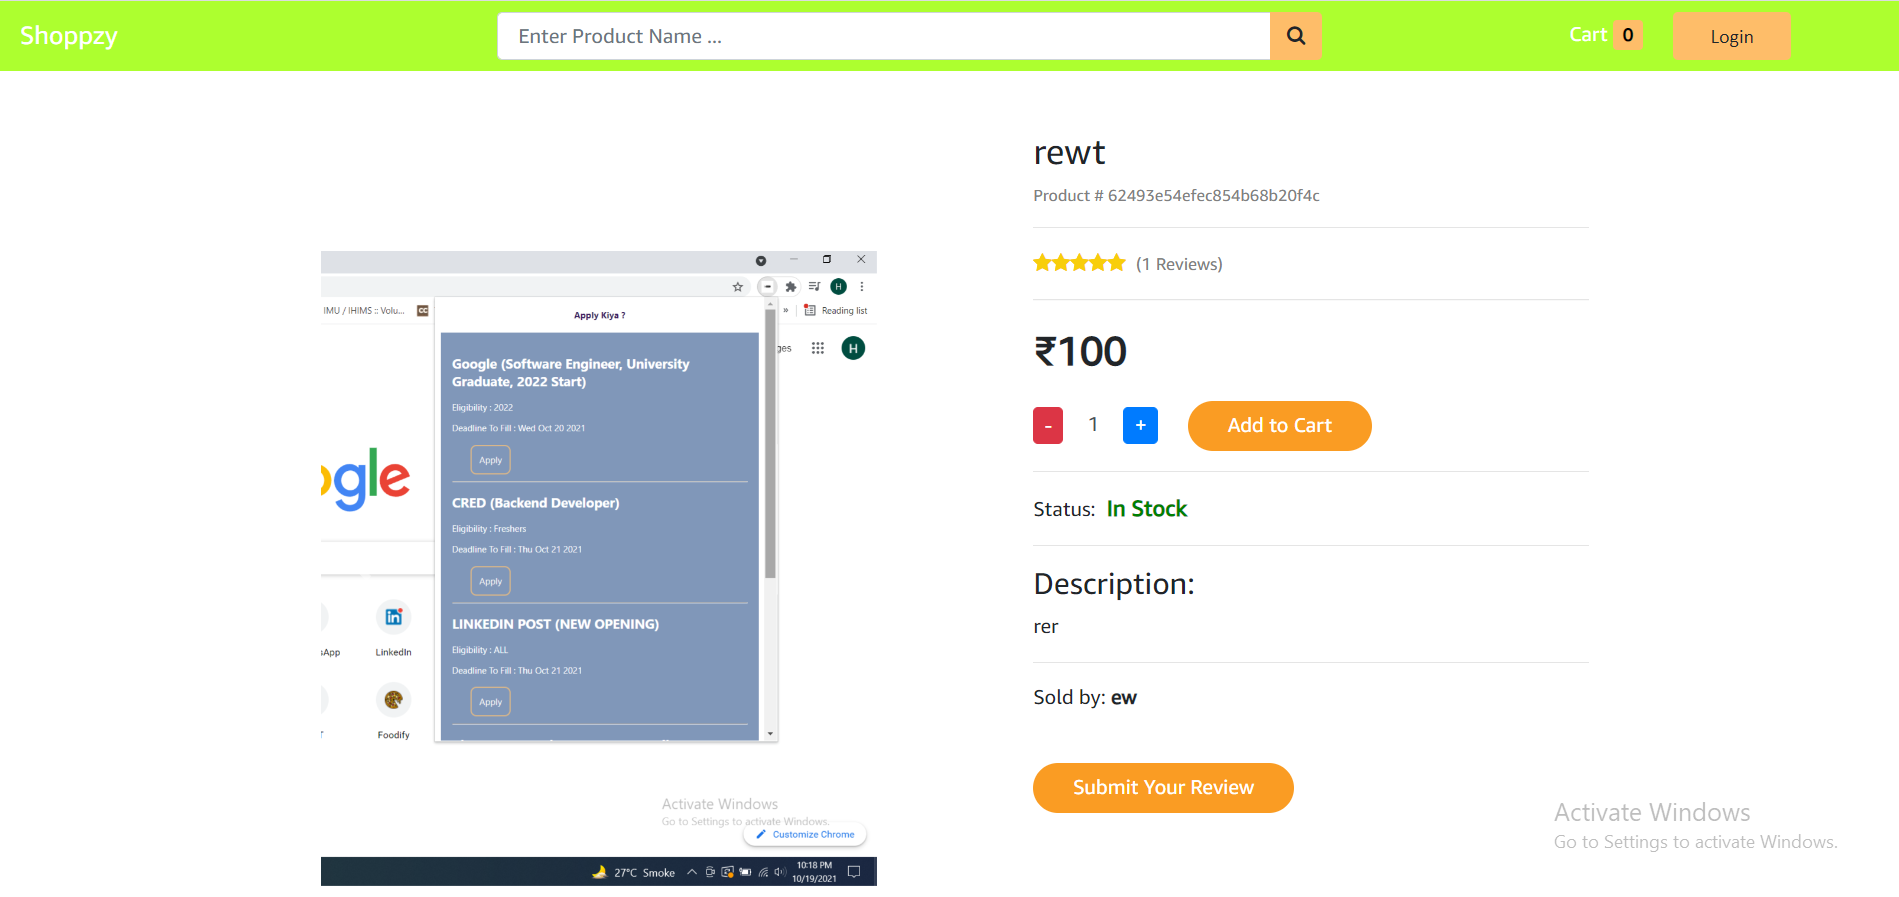 Shoppzy
Enter Product Name ...
Cart 0
Login
rewt
Product # 62493e54efec854b68b20f4c
(1 Reviews)
₹100
- 1 +
Add to Cart
Status: In Stock
Description:
rer
Sold by: ew
Submit Your Review
IMU / IHIMS :: Volu...
CC
»
Reading list
H
Apply Kiya ?
ges
H
Google (Software Engineer, University
Graduate, 2022 Start)
Eligibility : 2022
Deadline To Fill : Wed Oct 20 2021
Apply
CRED (Backend Developer)
Eligibility : Freshers
Deadline To Fill : Thu Oct 21 2021
Apply
LINKEDIN POST (NEW OPENING)
Eligibility : ALL
Deadline To Fill : Thu Oct 21 2021
Apply
ogle
sApp
LinkedIn
in
Foodify
Activate Windows
Go to Settings to activate Windows.
Customize Chrome
27°C Smoke
10:18 PM
10/19/2021
Activate Windows
Go to Settings to activate Windows.